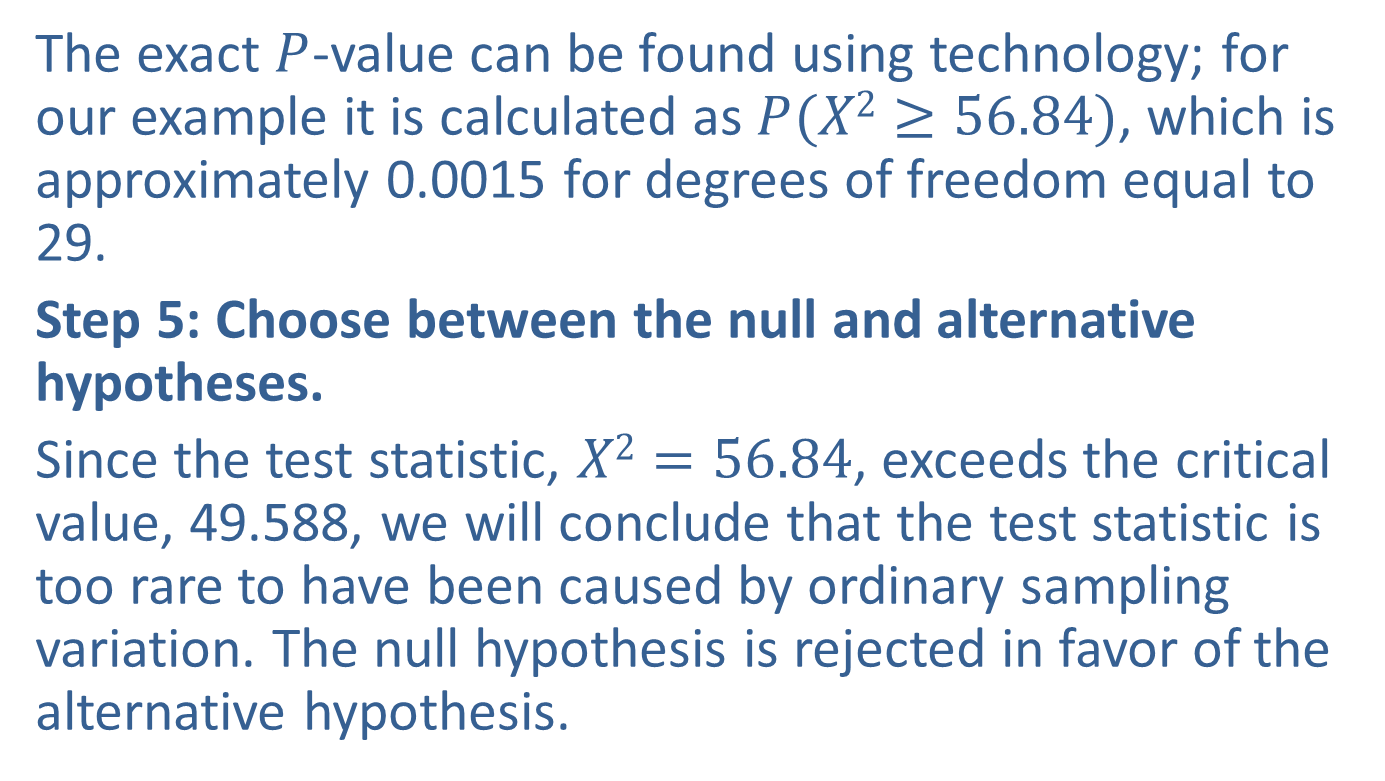 The exact P-value can be found using technology; for
our example it is calculated as P(X² ≥ 56.84), which is
approximately 0.0015 for degrees of freedom equal to
29.
Step 5: Choose between the null and alternative
hypotheses.
Since the test statistic, X² = 56.84, exceeds the critical
value, 49.588, we will conclude that the test statistic is
too rare to have been caused by ordinary sampling
variation. The null hypothesis is rejected in favor of the
alternative hypothesis.